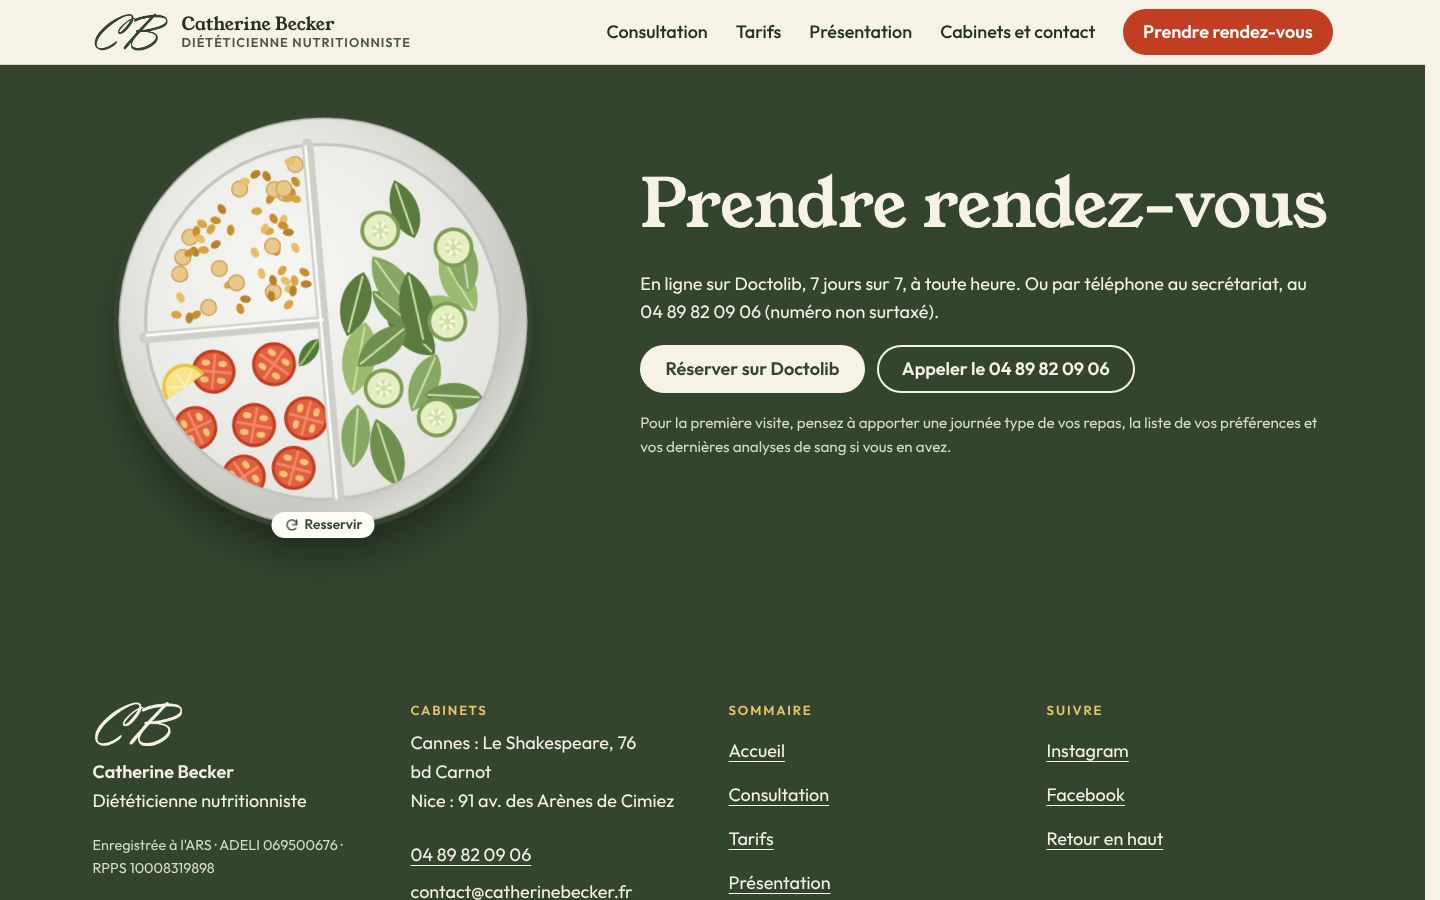 CB
Catherine Becker
DIÉTÉTICIENNE NUTRITIONNISTE
Consultation
Tarifs
Présentation
Cabinets et contact
Prendre rendez-vous
Prendre rendez-vous
En ligne sur Doctolib, 7 jours sur 7, à toute heure. Ou par téléphone au secrétariat, au
04 89 82 09 06 (numéro non surtaxé).
Réserver sur Doctolib
Appeler le 04 89 82 09 06
Pour la première visite, pensez à apporter une journée type de vos repas, la liste de vos préférences et
vos dernières analyses de sang si vous en avez.
Resservir
CB
Catherine Becker
Diététicienne nutritionniste
Enregistrée à l'ARS · ADELI 069500676 ·
RPPS 10008319898
CABINETS
Cannes : Le Shakespeare, 76
bd Carnot
Nice : 91 av. des Arènes de Cimiez
04 89 82 09 06
contact@catherinebecker.fr
SOMMAIRE
Accueil
Consultation
Tarifs
Présentation
SUIVRE
Instagram
Facebook
Retour en haut